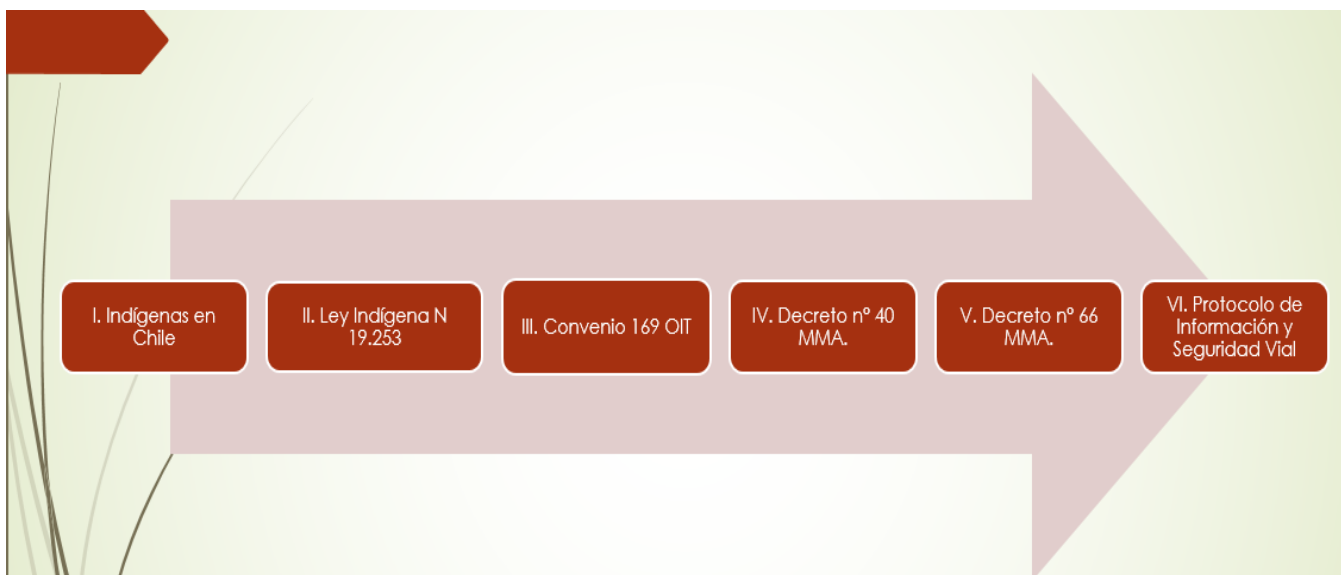 I. Indígenas en
Chile
II. Ley Indígena N
19.253
III. Convenio 169 OIT
IV. Decreto nº 40
MMA.
V. Decreto nº 66
MMA.
VI. Protocolo de
Información y
Seguridad Vial